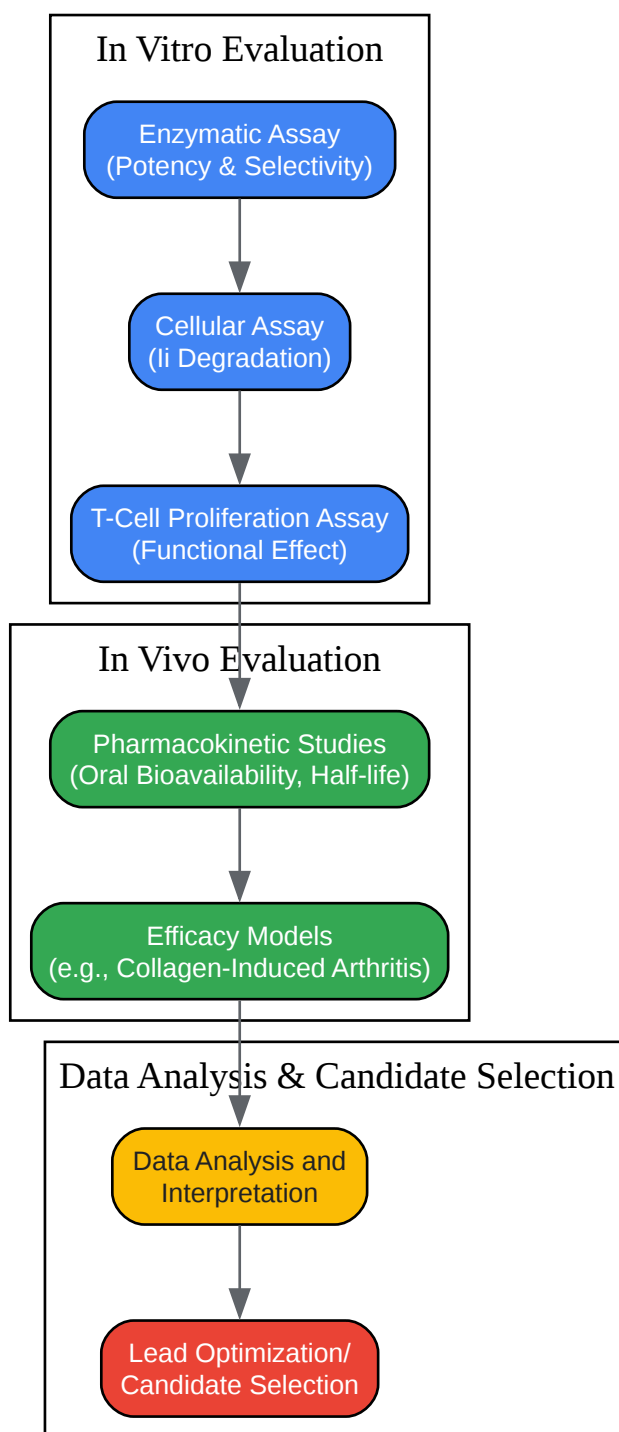 In Vitro Evaluation
Enzymatic Assay
(Potency & Selectivity)
Cellular Assay
(Ii Degradation)
T-Cell Proliferation Assay
(Functional Effect)
In Vivo Evaluation
Pharmacokinetic Studies
(Oral Bioavailability, Half-life)
Efficacy Models
(e.g., Collagen-Induced Arthritis)
Data Analysis & Candidate Selection
Data Analysis and
Interpretation
Lead Optimization/
Candidate Selection